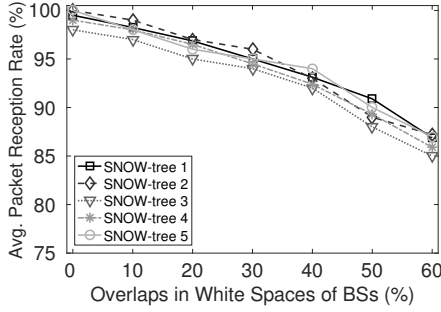 Avg. Packet Reception Rate (%)
100
95
90
85
80
75
SNOW-tree 1
SNOW-tree 2
SNOW-tree 3
SNOW-tree 4
SNOW-tree 5
0 10 20 30 40 50 60
Overlaps in White Spaces of BSs (%)